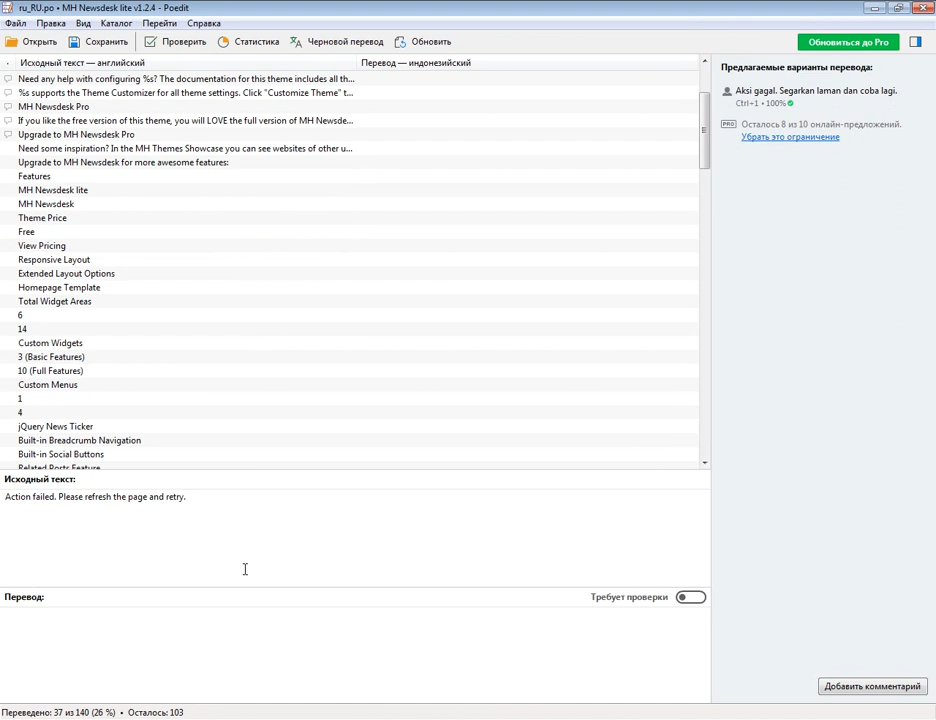 ru_RU.po • MH Newsdesk lite v1.2.4 - Poedit
Файл Правка Вид Каталог Перейти Справка
Открыть Сохранить Проверить Статистика Черновой перевод Обновить Обновиться до Pro
Исходный текст — английский Перевод — индонезийский
Need any help with configuring %s? The documentation for this theme includes all th...
%s supports the Theme Customizer for all theme settings. Click "Customize Theme" t...
MH Newsdesk Pro
If you like the free version of this theme, you will LOVE the full version of MH Newsde...
Upgrade to MH Newsdesk Pro
Need some inspiration? In the MH Themes Showcase you can see websites of other u...
Upgrade to MH Newsdesk for more awesome features:
Features
MH Newsdesk lite
MH Newsdesk
Theme Price
Free
View Pricing
Responsive Layout
Extended Layout Options
Homepage Template
Total Widget Areas
6
14
Custom Widgets
3 (Basic Features)
10 (Full Features)
Custom Menus
1
4
jQuery News Ticker
Built-in Breadcrumb Navigation
Built-in Social Buttons
Related Posts Feature
Исходный текст:
Action failed. Please refresh the page and retry.
Перевод: Требует проверки
Предлагаемые варианты перевода:
Aksi gagal. Segarkan laman dan coba lagi.
Ctrl+1 • 100%
PRO Осталось 8 из 10 онлайн-предложений.
Убрать это ограничение
Добавить комментарий
Переведено: 37 из 140 (26 %) • Осталось: 103